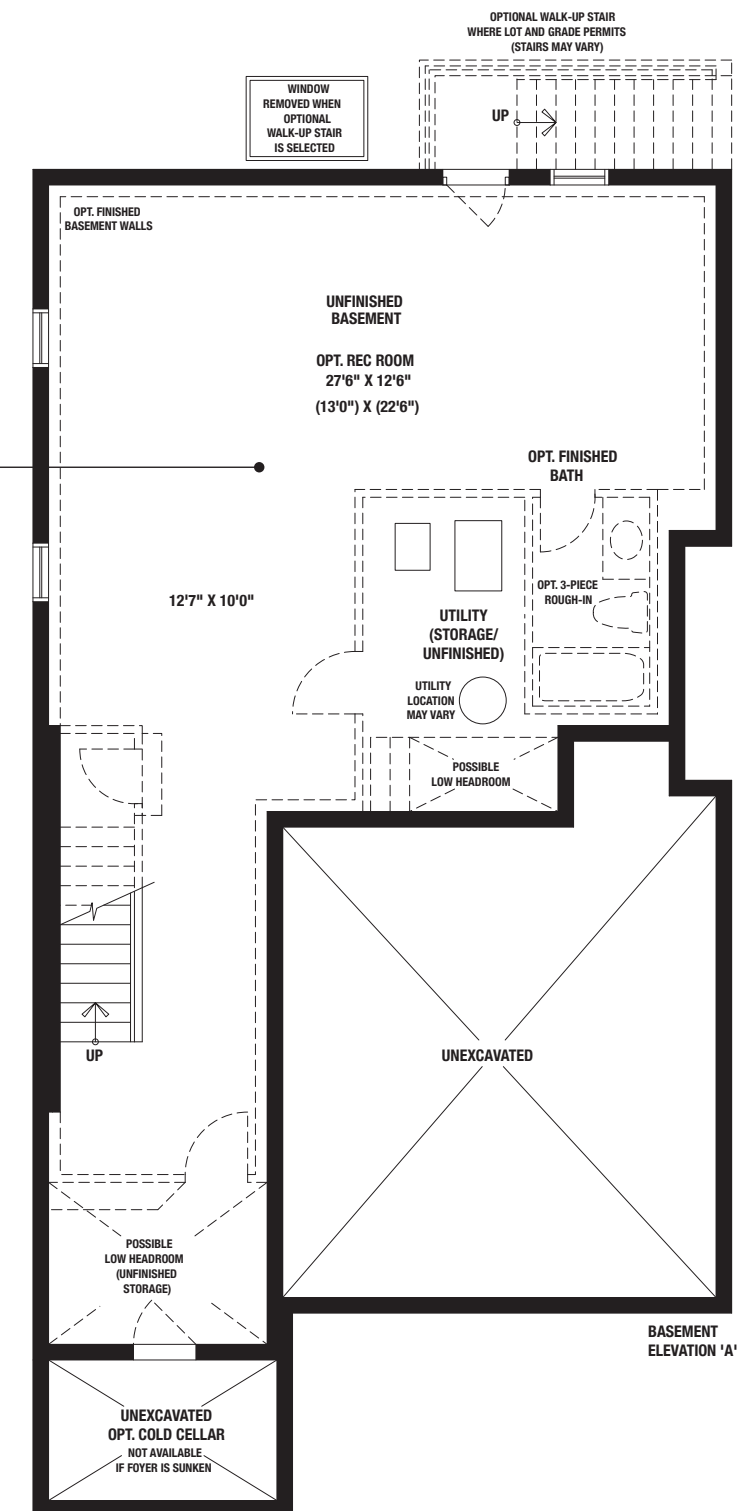 OPTIONAL WALK-UP STAIR
WHERE LOT AND GRADE PERMITS
(STAIRS MAY VARY)
WINDOW
REMOVED WHEN
OPTIONAL
WALK-UP STAIR
IS SELECTED
UP
OPT. FINISHED
BASEMENT WALLS
UNFINISHED
BASEMENT
OPT. REC ROOM
27'6" X 12'6"
(13'0") X (22'6")
OPT. FINISHED
BATH
OPT. 3-PIECE
ROUGH-IN
12'7" X 10'0"
UTILITY
(STORAGE/
UNFINISHED)
UTILITY
LOCATION
MAY VARY
POSSIBLE
LOW HEADROOM
UP
UNEXCAVATED
POSSIBLE
LOW HEADROOM
(UNFINISHED
STORAGE)
BASEMENT
ELEVATION 'A'
UNEXCAVATED
OPT. COLD CELLAR
NOT AVAILABLE
IF FOYER IS SUNKEN